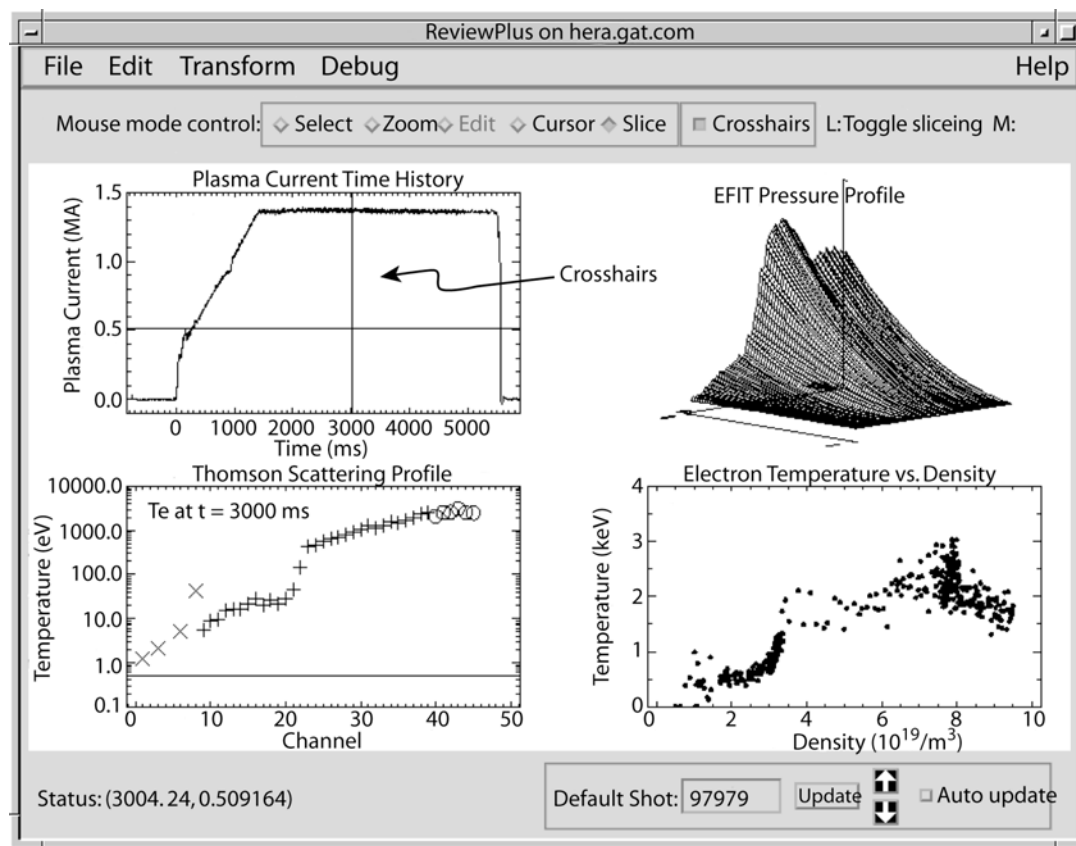 ReviewPlus on hera.gat.com
File Edit Transform Debug Help
Mouse mode control: Select Zoom Edit Cursor Slice Crosshairs L:Toggle sliceing M:
Plasma Current Time History
Plasma Current (MA)
1.5
1.0
0.5
0.0
0 1000 2000 3000 4000 5000
Time (ms)
Crosshairs
EFIT Pressure Profile
Thomson Scattering Profile
Te at t = 3000 ms
Temperature (eV)
10000.0
1000.0
100.0
10.0
1.0
0.1
0 10 20 30 40 50
Channel
Electron Temperature vs. Density
Temperature (keV)
4
3
2
1
0
0 2 4 6 8 10
Density (10¹⁹/m³)
Status: (3004.24, 0.509164)
Default Shot: 97979 Update Auto update